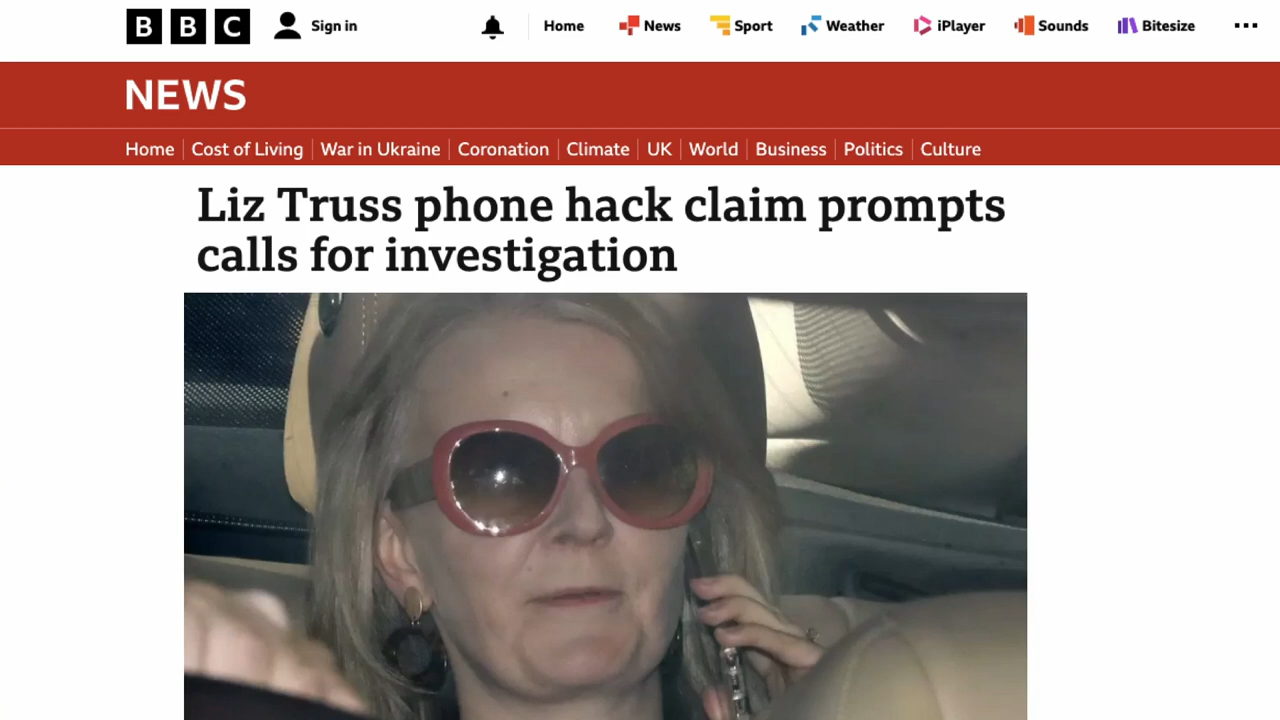 BBC Sign in Home News Sport Weather iPlayer Sounds Bitesize
NEWS
Home Cost of Living War in Ukraine Coronation Climate UK World Business Politics Culture
Liz Truss phone hack claim prompts
calls for investigation